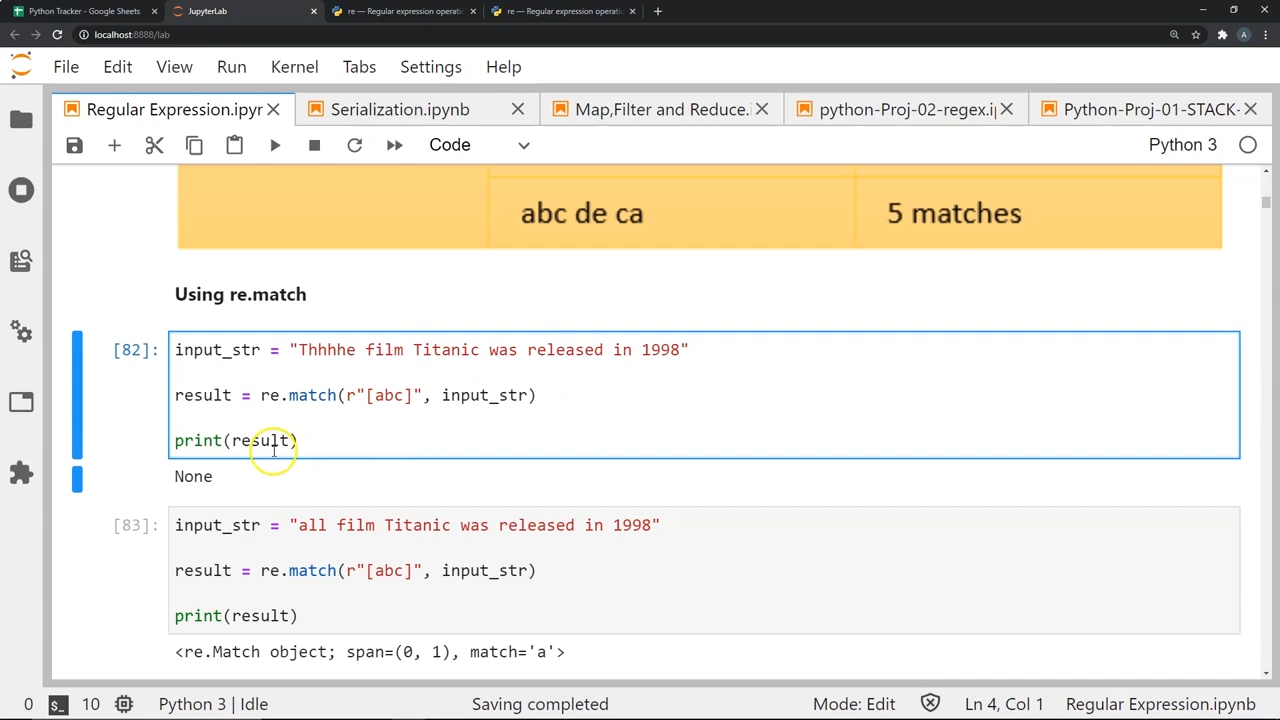 Python Tracker - Google Sheets
JupyterLab
re — Regular expression operatio
re — Regular expression operatio
localhost:8888/lab
A
File Edit View Run Kernel Tabs Settings Help
Regular Expression.ipyr
Serialization.ipynb
Map,Filter and Reduce.i
python-Proj-02-regex.ip
Python-Proj-01-STACK-
Code
Python 3
abc de ca
5 matches
Using re.match
[82]:
input_str = "Thhhhe film Titanic was released in 1998"
result = re.match(r"[abc]", input_str)
print(result)
None
[83]:
input_str = "all film Titanic was released in 1998"
result = re.match(r"[abc]", input_str)
print(result)
<re.Match object; span=(0, 1), match='a'>
0 $_ 10 Python 3 | Idle Saving completed Mode: Edit Ln 4, Col 1 Regular Expression.ipynb